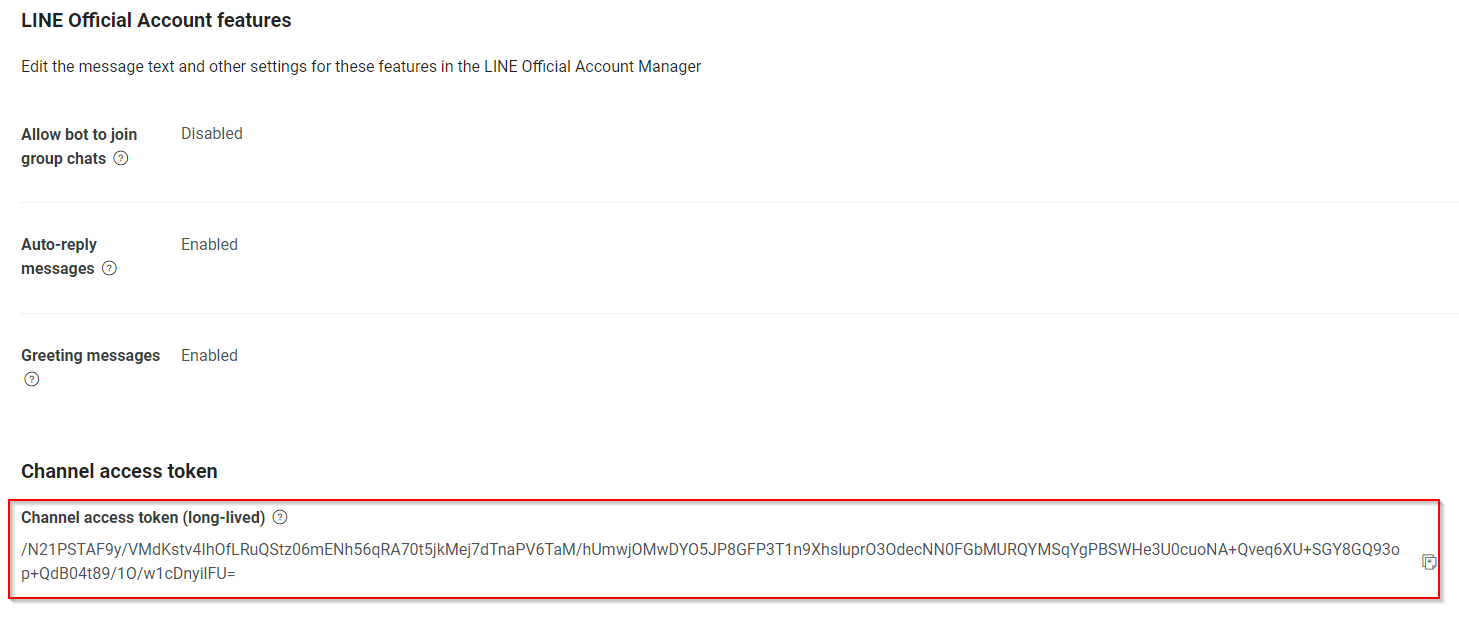 LINE Official Account features
Edit the message text and other settings for these features in the LINE Official Account Manager
Allow bot to join
group chats
Disabled
Auto-reply
messages
Enabled
Greeting messages
Enabled
Channel access token
Channel access token (long-lived)
/N21PSTAF9y/VMdKstv4lhOfLRuQStz06mENh56qRA70t5jkMej7dTnaPV6TaM/hUmwjOMwDYO5JP8GFP3T1n9XhsIuprO3OdecNN0FGbMURQYMSqYgPBSWHe3U0cuoNA+Qveq6XU+SGY8GQ93o
p+QdB04t89/1O/w1cDnyilFU=